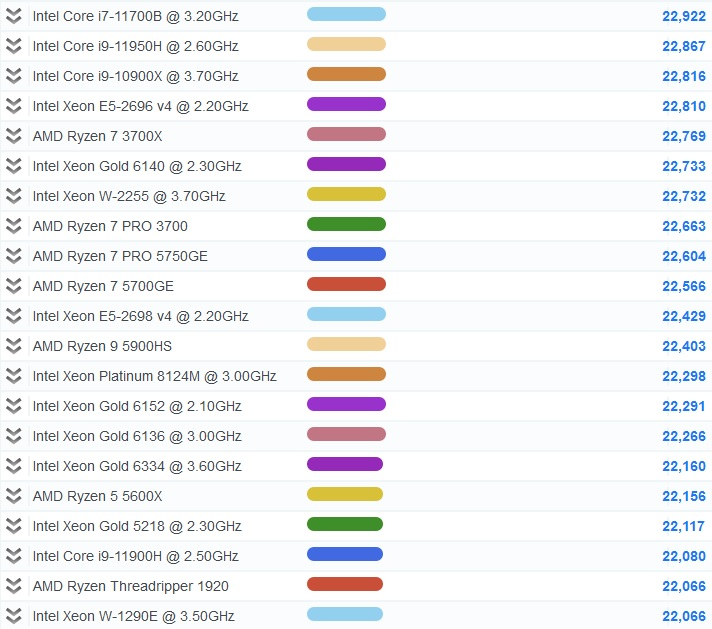 Intel Core i7-11700B @ 3.20GHz 22,922
Intel Core i9-11950H @ 2.60GHz 22,867
Intel Core i9-10900X @ 3.70GHz 22,816
Intel Xeon E5-2696 v4 @ 2.20GHz 22,810
AMD Ryzen 7 3700X 22,769
Intel Xeon Gold 6140 @ 2.30GHz 22,733
Intel Xeon W-2255 @ 3.70GHz 22,732
AMD Ryzen 7 PRO 3700 22,663
AMD Ryzen 7 PRO 5750GE 22,604
AMD Ryzen 7 5700GE 22,566
Intel Xeon E5-2698 v4 @ 2.20GHz 22,429
AMD Ryzen 9 5900HS 22,403
Intel Xeon Platinum 8124M @ 3.00GHz 22,298
Intel Xeon Gold 6152 @ 2.10GHz 22,291
Intel Xeon Gold 6136 @ 3.00GHz 22,266
Intel Xeon Gold 6334 @ 3.60GHz 22,160
AMD Ryzen 5 5600X 22,156
Intel Xeon Gold 5218 @ 2.30GHz 22,117
Intel Core i9-11900H @ 2.50GHz 22,080
AMD Ryzen Threadripper 1920 22,066
Intel Xeon W-1290E @ 3.50GHz 22,066